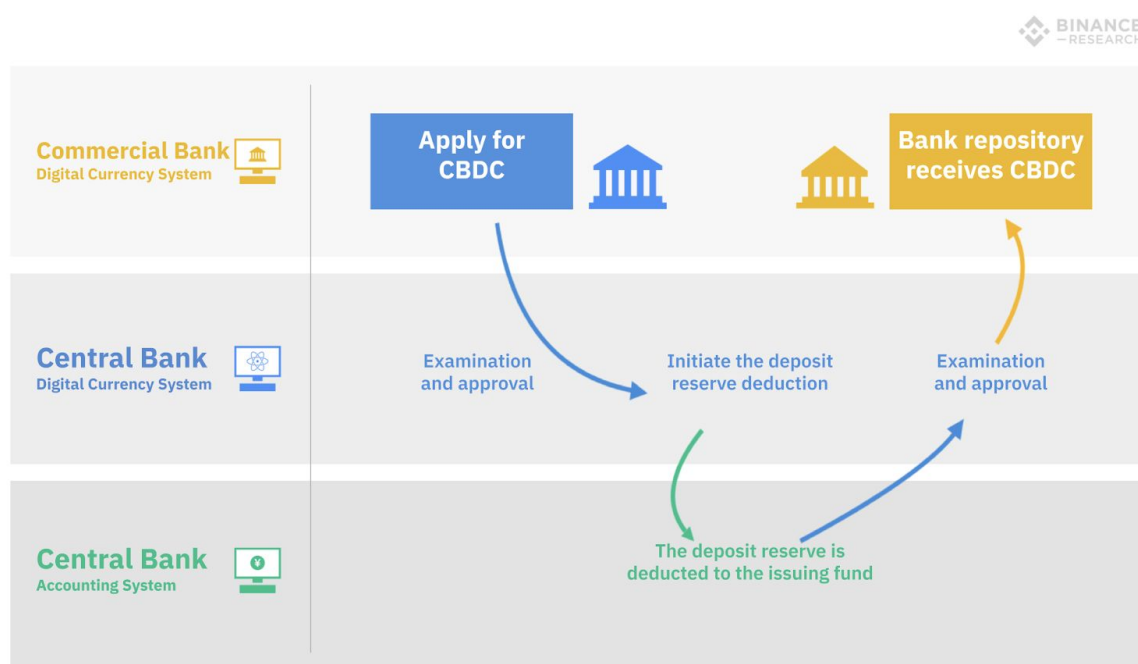 BINANCE
RESEARCH
Commercial Bank
Digital Currency System
Apply for
CBDC
Bank repository
receives CBDC
Central Bank
Digital Currency System
Examination
and approval
Initiate the deposit
reserve deduction
Examination
and approval
Central Bank
Accounting System
¥
The deposit reserve is
deducted to the issuing fund